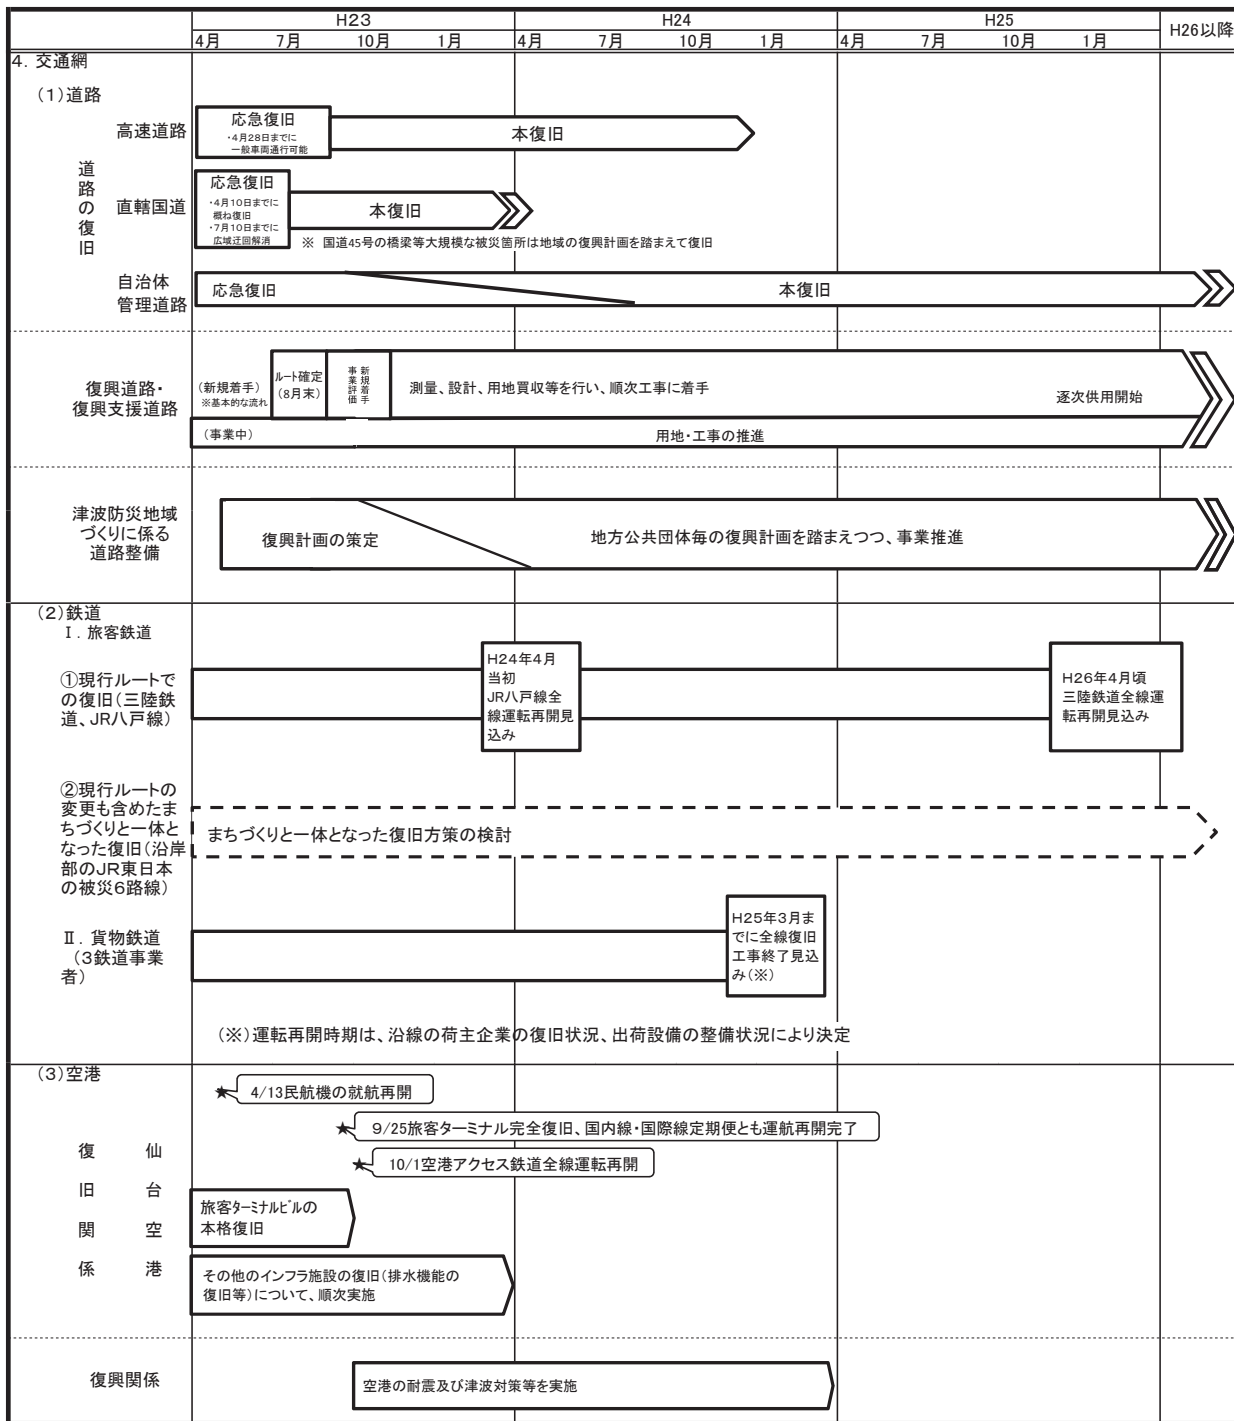 H23 H24 H25 H26以降
4月 7月 10月 1月 4月 7月 10月 1月 4月 7月 10月 1月
4．交通網
(1)道路
道路の復旧
高速道路
応急復旧
・4月28日までに
一般車両通行可能
本復旧
直轄国道
応急復旧
・4月10日までに
概ね復旧
・7月10日までに
広域迂回解消
本復旧
※ 国道45号の橋梁等大規模な被災箇所は地域の復興計画を踏まえて復旧
自治体
管理道路
応急復旧
本復旧
復興道路・
復興支援道路
(新規着手)
※基本的な流れ
ルート確定
(8月末)
新規着手
事業評価
測量、設計、用地買収等を行い、順次工事に着手
逐次供用開始
(事業中)
用地・工事の推進
津波防災地域
づくりに係る
道路整備
復興計画の策定
地方公共団体毎の復興計画を踏まえつつ、事業推進
(2)鉄道
Ⅰ．旅客鉄道
①現行ルートで
の復旧(三陸鉄
道、JR八戸線)
H24年4月
当初
JR八戸線全
線運転再開見
込み
H26年4月頃
三陸鉄道全線運
転再開見込み
②現行ルートの
変更も含めたま
ちづくりと一体と
なった復旧(沿岸
部のJR東日本
の被災6路線)
まちづくりと一体となった復旧方策の検討
Ⅱ．貨物鉄道
(3鉄道事業
者)
H25年3月ま
でに全線復旧
工事終了見込
み(※)
(※)運転再開時期は、沿線の荷主企業の復旧状況、出荷設備の整備状況により決定
(3)空港
仙台空港
復旧関係
★ 4/13民航機の就航再開
★ 9/25旅客ターミナル完全復旧、国内線・国際線定期便とも運航再開完了
★ 10/1空港アクセス鉄道全線運転再開
旅客ターミナルビルの
本格復旧
その他のインフラ施設の復旧(排水機能の
復旧等)について、順次実施
復興関係
空港の耐震及び津波対策等を実施